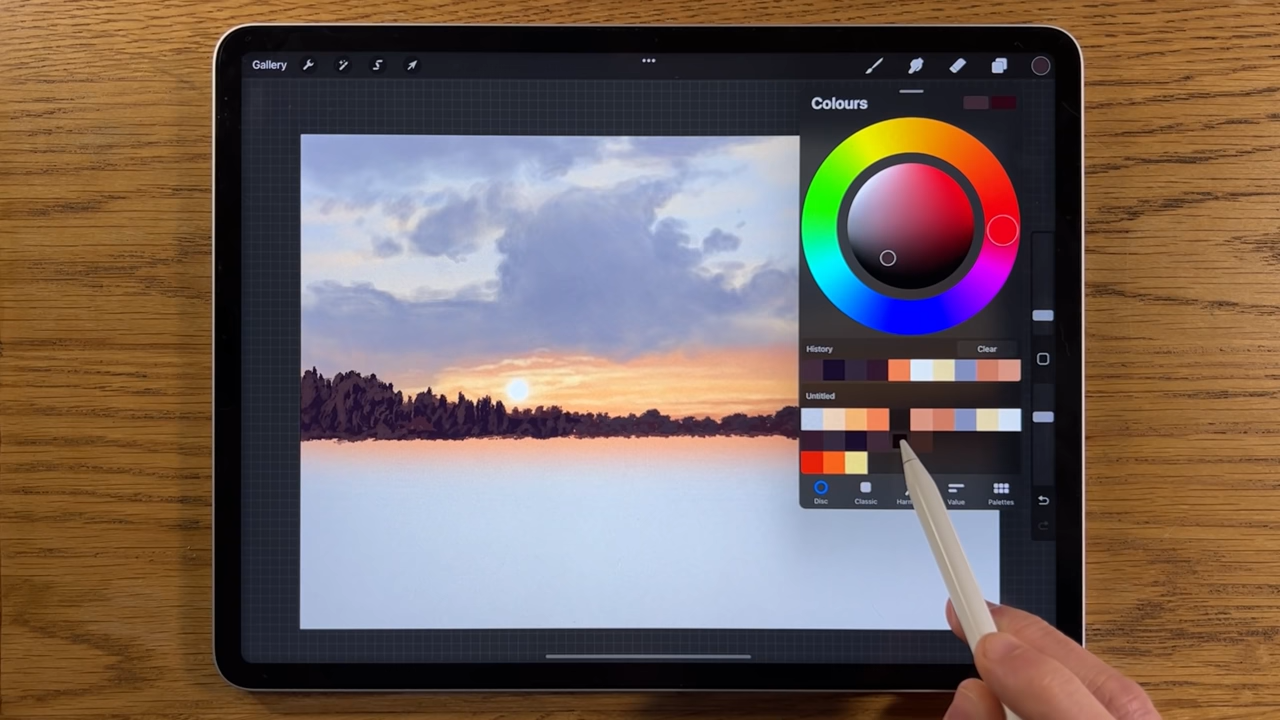 Gallery
Colours
History
Clear
Untitled
Disc
Classic
Value
Palettes